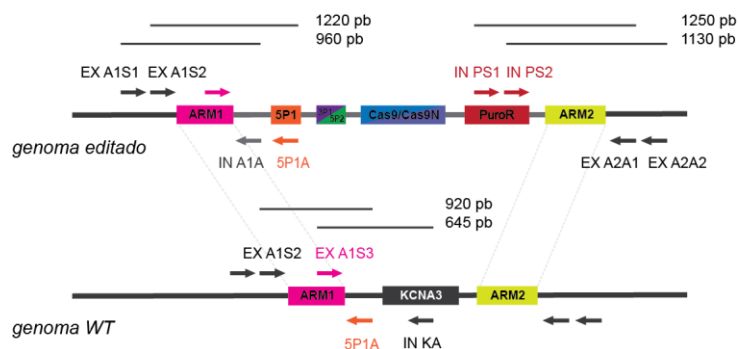 1220 pb
960 pb
1250 pb
1130 pb
EX A1S1 EX A1S2
IN PS1 IN PS2
ARM1
5P1
3P1
5P2
Cas9/Cas9N
PuroR
ARM2
genoma editado
IN A1A
5P1A
EX A2A1 EX A2A2
920 pb
645 pb
EX A1S2
EX A1S3
ARM1
KCNA3
ARM2
genoma WT
5P1A
IN KA